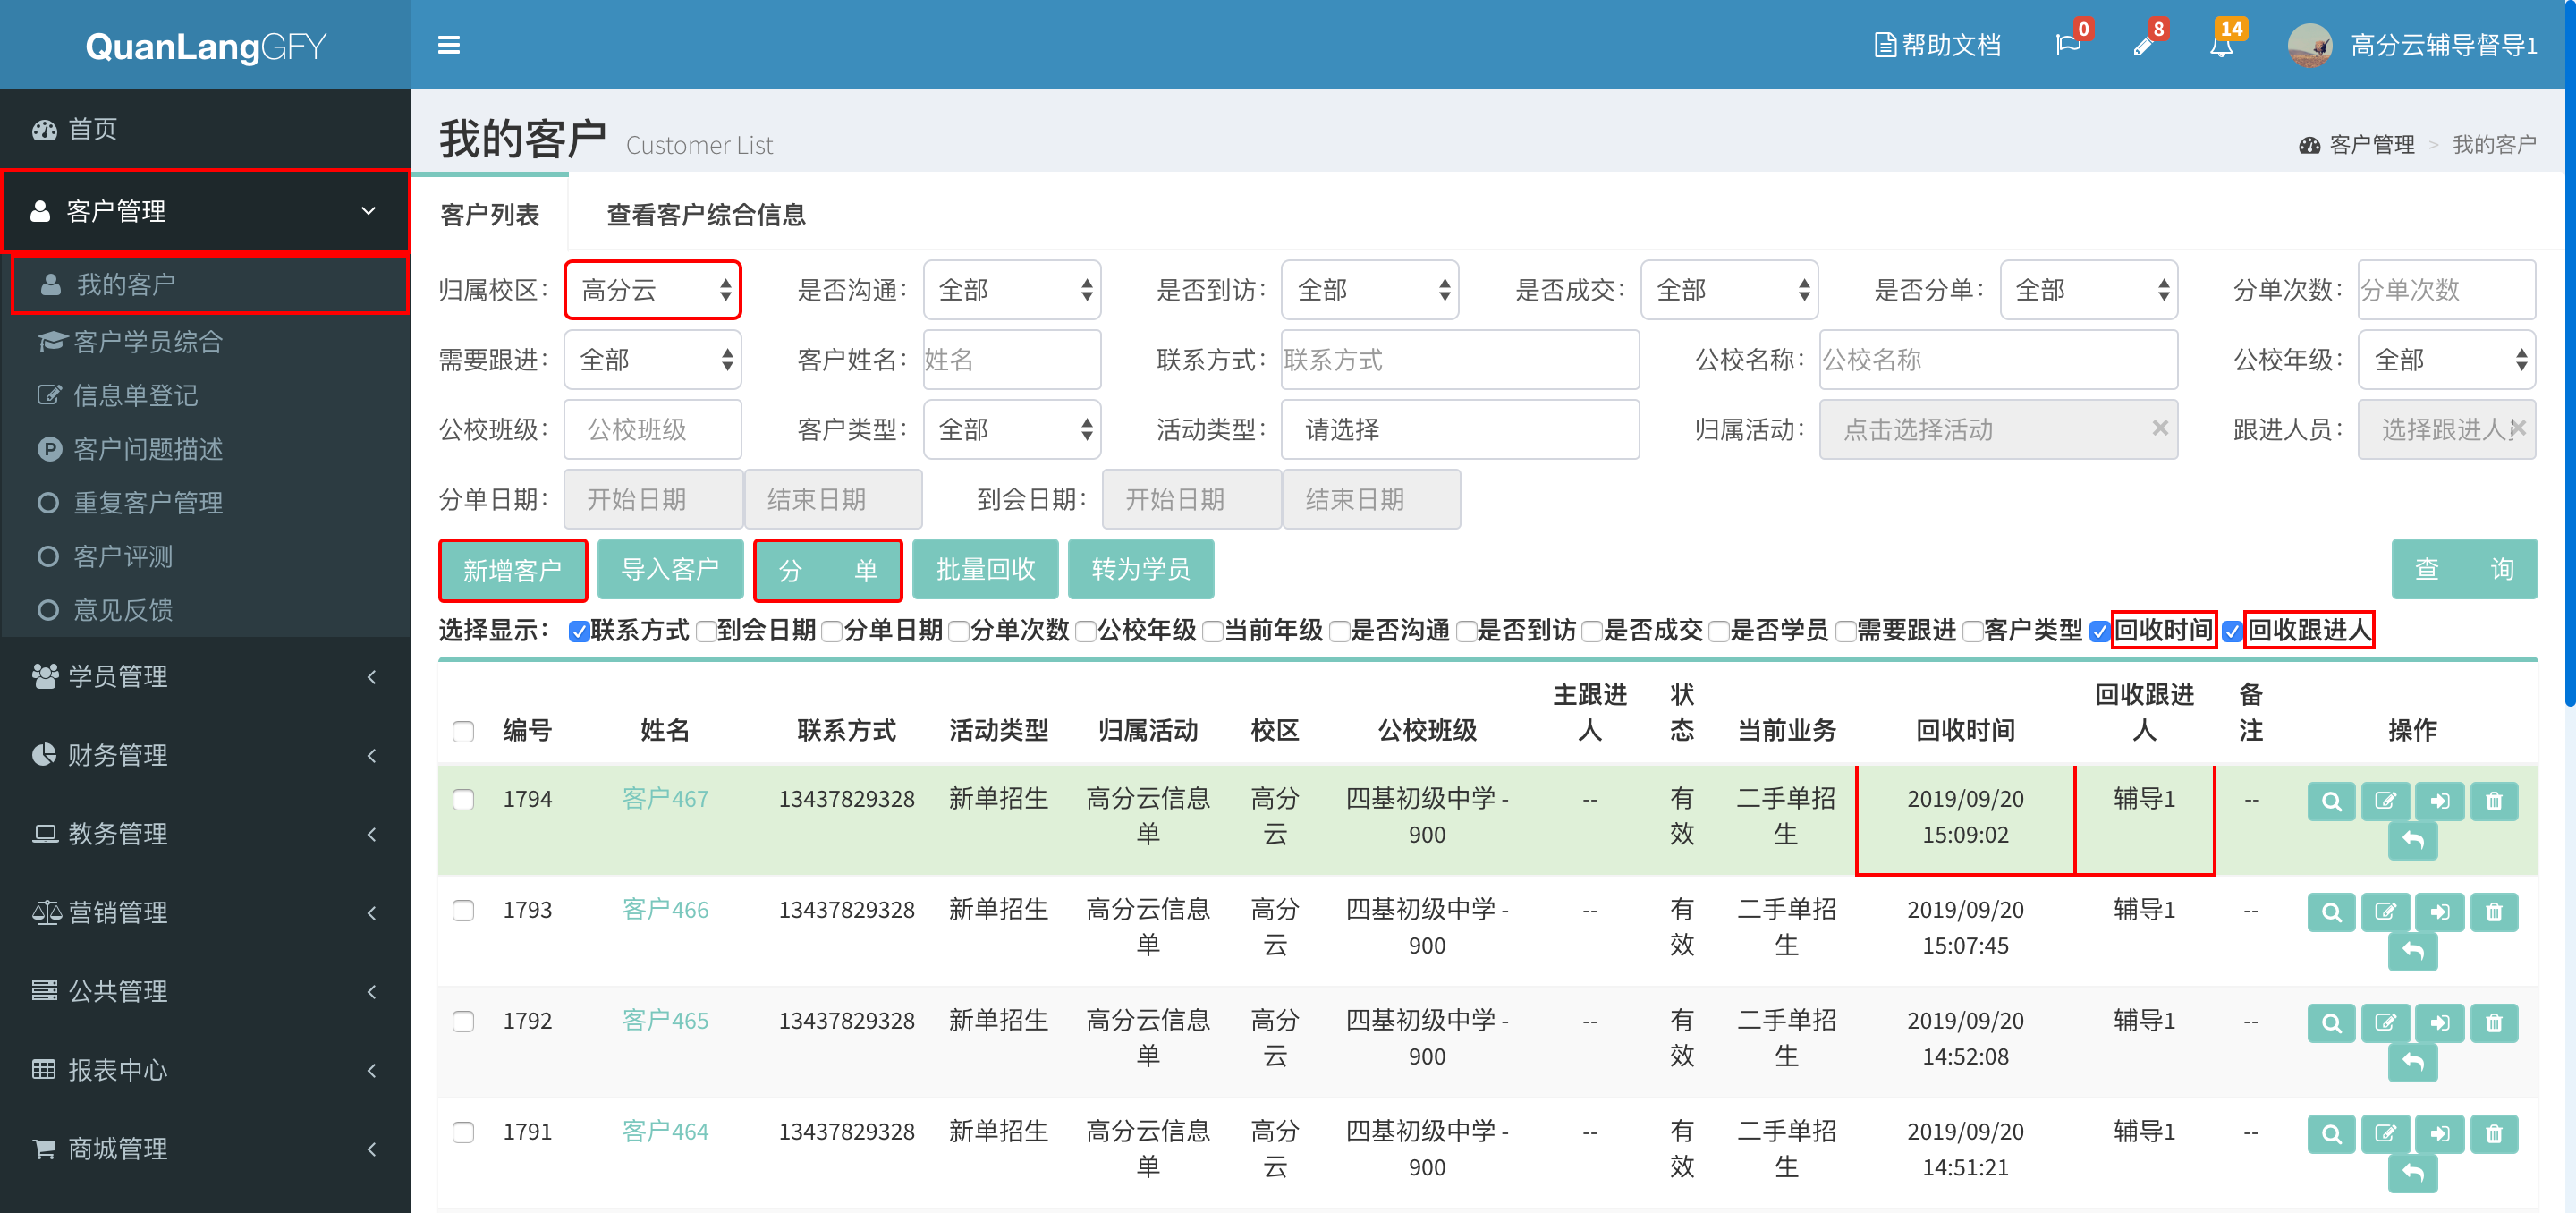 QuanLangGFY
帮助文档
0
8
14
高分云辅导督导1
首页
客户管理
我的客户
客户学员综合
信息单登记
客户问题描述
重复客户管理
客户评测
意见反馈
学员管理
财务管理
教务管理
营销管理
公共管理
报表中心
商城管理
我的客户 Customer List
客户管理 > 我的客户
客户列表 查看客户综合信息
归属校区： 高分云 是否沟通： 全部 是否到访： 全部 是否成交： 全部 是否分单： 全部 分单次数： 分单次数
需要跟进： 全部 客户姓名： 姓名 联系方式： 联系方式 公校名称： 公校名称 公校年级： 全部
公校班级： 公校班级 客户类型： 全部 活动类型： 请选择 归属活动： 点击选择活动 × 跟进人员： 选择跟进人 ×
分单日期： 开始日期 结束日期 到会日期： 开始日期 结束日期
新增客户 导入客户 分 单 批量回收 转为学员 查 询
选择显示： 联系方式 到会日期 分单日期 分单次数 公校年级 当前年级 是否沟通 是否到访 是否成交 是否学员 需要跟进 客户类型 回收时间 回收跟进人
编号 姓名 联系方式 活动类型 归属活动 校区 公校班级 主跟进人 状态 当前业务 回收时间 回收跟进人 备注 操作
1794 客户467 13437829328 新单招生 高分云信息单 高分云 四基初级中学 - 900 -- 有效 二手单招生 2019/09/20 15:09:02 辅导1 --
1793 客户466 13437829328 新单招生 高分云信息单 高分云 四基初级中学 - 900 -- 有效 二手单招生 2019/09/20 15:07:45 辅导1 --
1792 客户465 13437829328 新单招生 高分云信息单 高分云 四基初级中学 - 900 -- 有效 二手单招生 2019/09/20 14:52:08 辅导1 --
1791 客户464 13437829328 新单招生 高分云信息单 高分云 四基初级中学 - 900 -- 有效 二手单招生 2019/09/20 14:51:21 辅导1 --